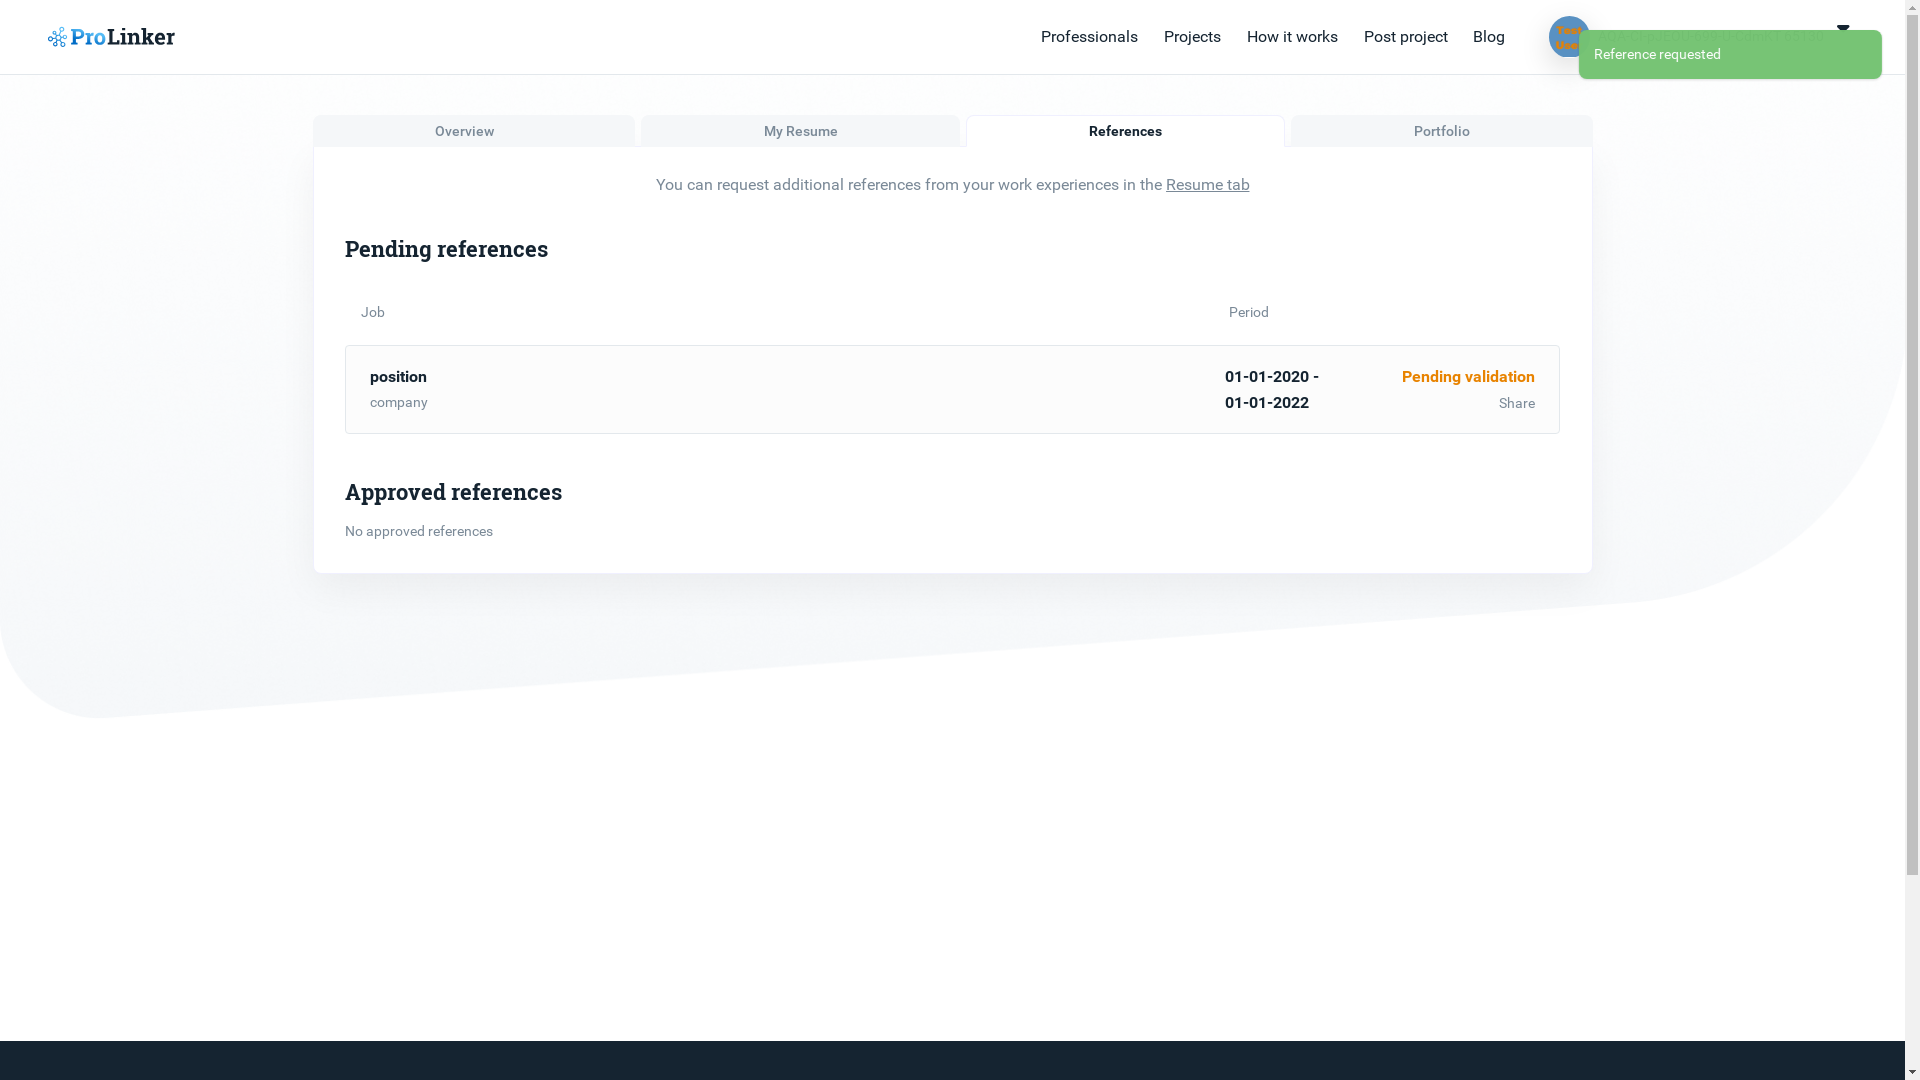 ProLinker
Professionals
Projects
How it works
Post project
Blog
Test
User
Reference requested
Overview
My Resume
References
Portfolio
You can request additional references from your work experiences in the Resume tab
Pending references
Job
Period
position
company
01-01-2020 -
01-01-2022
Pending validation
Share
Approved references
No approved references